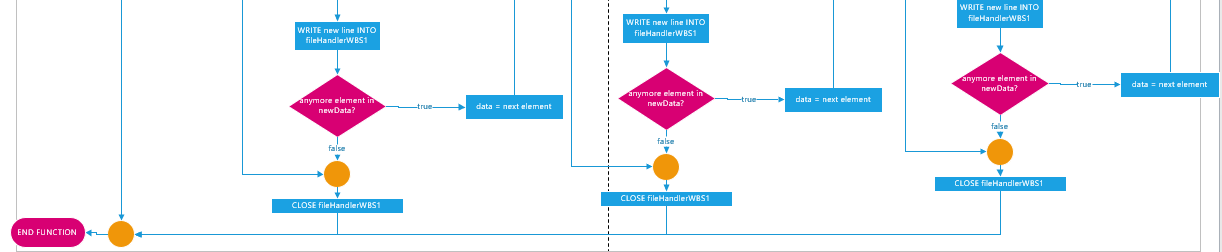 WRITE new line INTO
fileHandlerWBS1
anymore element in
newData?
true
data = next element
false
CLOSE fileHandlerWBS1
WRITE new line INTO
fileHandlerWBS1
anymore element in
newData?
true
data = next element
false
CLOSE fileHandlerWBS1
WRITE new line INTO
fileHandlerWBS1
anymore element in
newData?
true
data = next element
false
CLOSE fileHandlerWBS1
END FUNCTION